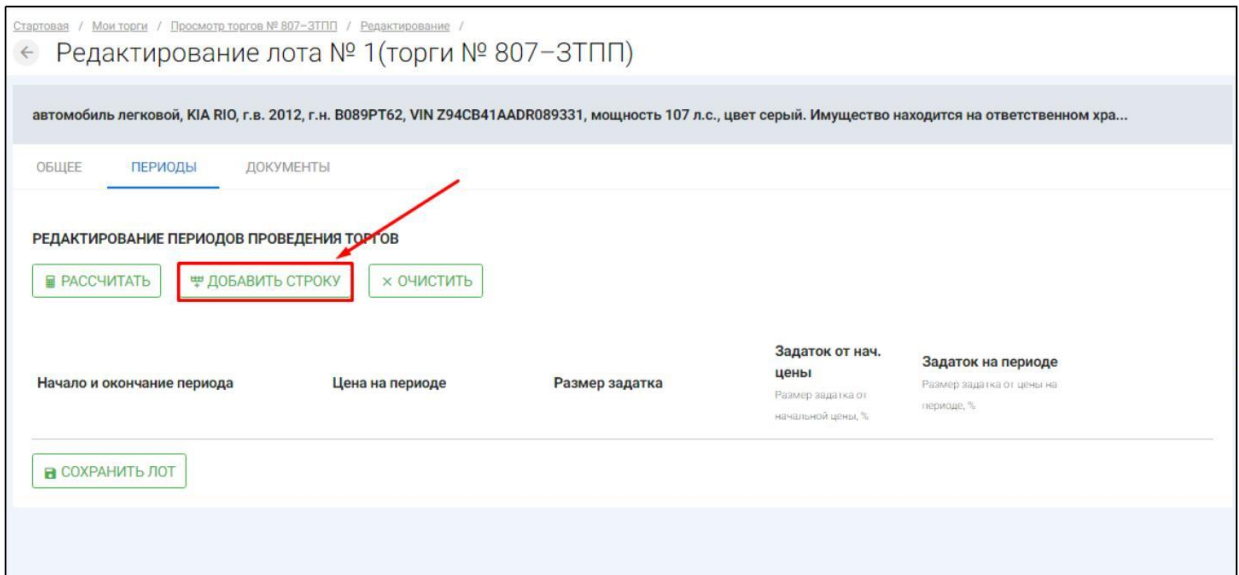 Стартовая / Мои торги / Просмотр торгов № 807–ЗТПП / Редактирование /
Редактирование лота № 1(торги № 807–ЗТПП)
автомобиль легковой, KIA RIO, г.в. 2012, г.н. В089РТ62, VIN Z94CB41AADR089331, мощность 107 л.с., цвет серый. Имущество находится на ответственном хра...
ОБЩЕЕ ПЕРИОДЫ ДОКУМЕНТЫ
РЕДАКТИРОВАНИЕ ПЕРИОДОВ ПРОВЕДЕНИЯ ТОРГОВ
РАССЧИТАТЬ ДОБАВИТЬ СТРОКУ × ОЧИСТИТЬ
Начало и окончание периода
Цена на периоде
Размер задатка
Задаток от нач.
цены
Размер задатка от
начальной цены, %
Задаток на периоде
Размер задатка от цены на
периоде, %
СОХРАНИТЬ ЛОТ